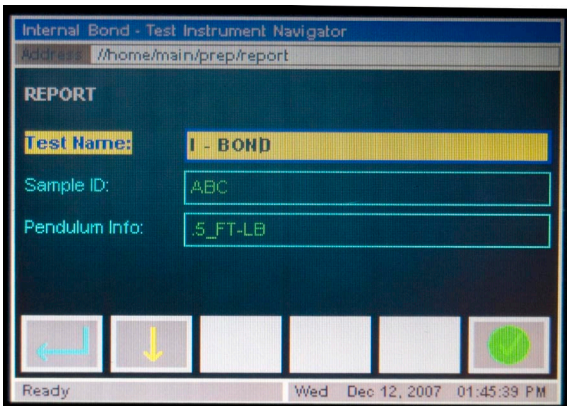 Internal Bond - Test Instrument Navigator
Address //home/main/prep/report
REPORT
Test Name: I - BOND
Sample ID: ABC
Pendulum Info: .5_FT-LB
Ready Wed Dec 12, 2007 01:45:39 PM